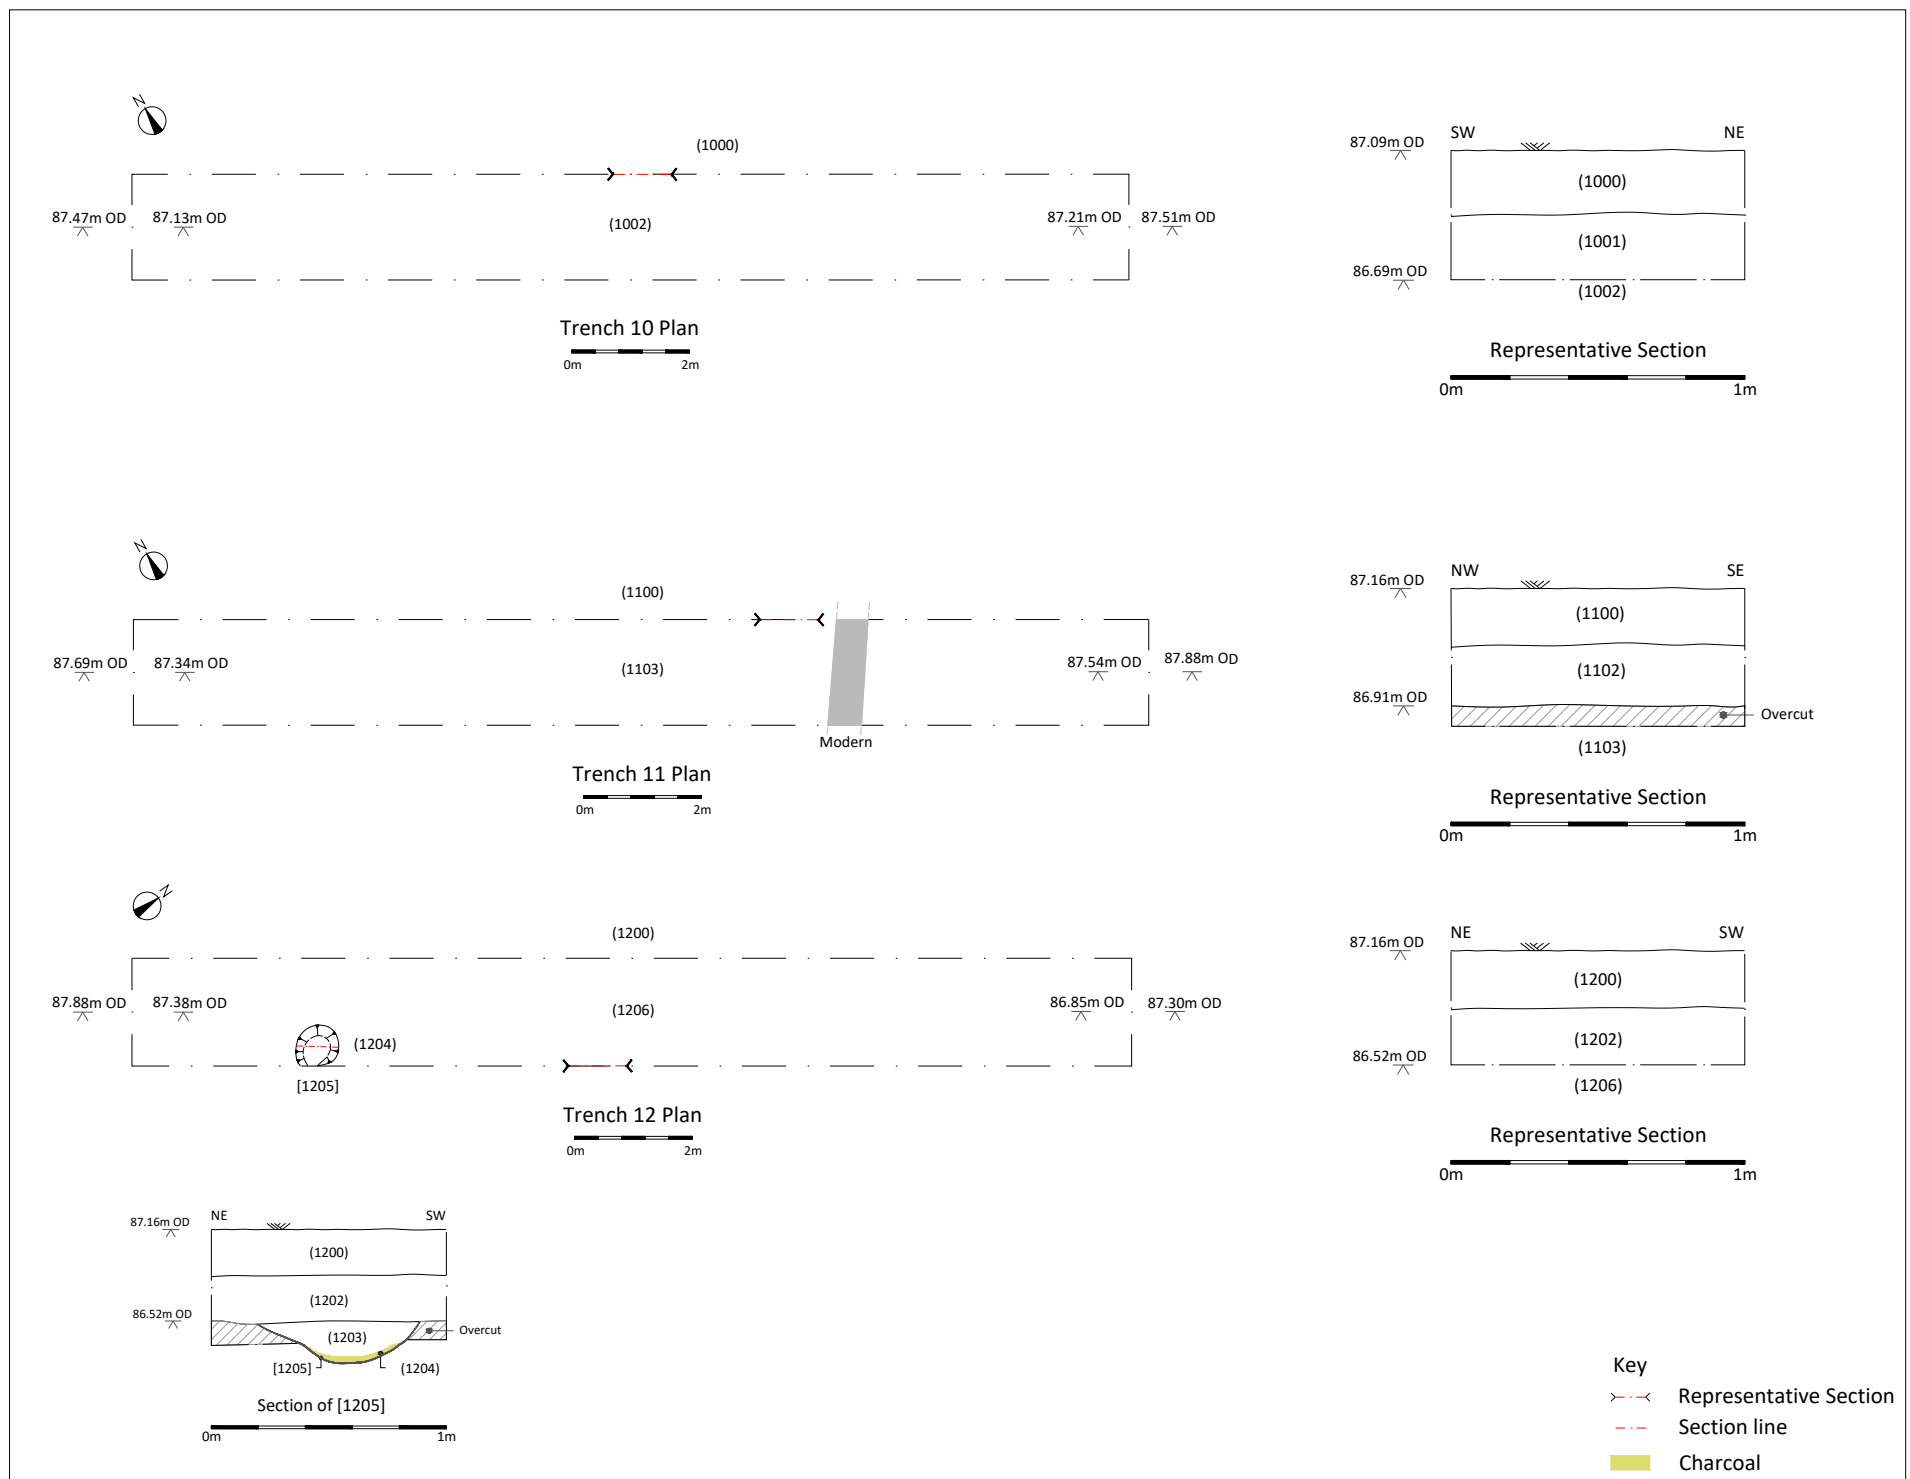 N
(1000)
87.47m OD
87.13m OD
(1002)
87.21m OD
87.51m OD
Trench 10 Plan
0m 2m
SW NE
87.09m OD
(1000)
(1001)
86.69m OD
(1002)
Representative Section
0m 1m
N
(1100)
87.69m OD
87.34m OD
(1103)
87.54m OD
87.88m OD
Modern
Trench 11 Plan
0m 2m
NW SE
87.16m OD
(1100)
(1102)
86.91m OD
Overcut
(1103)
Representative Section
0m 1m
N
(1200)
87.88m OD
87.38m OD
(1206)
86.85m OD
87.30m OD
(1204)
[1205]
Trench 12 Plan
0m 2m
NE SW
87.16m OD
(1200)
(1202)
86.52m OD
(1206)
Representative Section
0m 1m
NE SW
87.16m OD
(1200)
(1202)
86.52m OD
(1203)
Overcut
[1205]
(1204)
Section of [1205]
0m 1m
Key
Representative Section
Section line
Charcoal